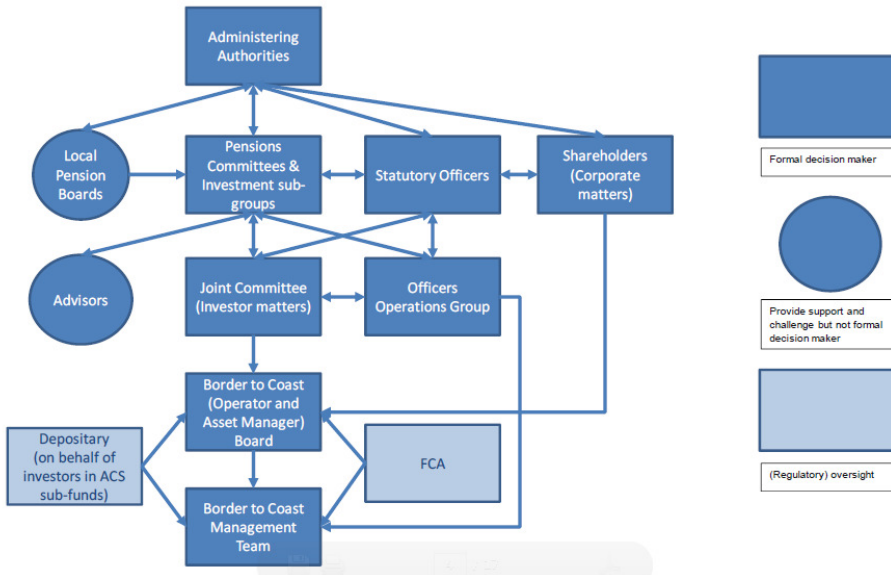 Administering
Authorities
Local
Pension
Boards
Pensions
Committees &
Investment sub-
groups
Statutory Officers
Shareholders
(Corporate
matters)
Formal decision maker
Advisors
Joint Committee
(Investor matters)
Officers
Operations Group
Provide support and
challenge but not formal
decision maker
Border to Coast
(Operator and
Asset Manager)
Board
Depositary
(on behalf of
investors in ACS
sub-funds)
FCA
(Regulatory) oversight
Border to Coast
Management
Team